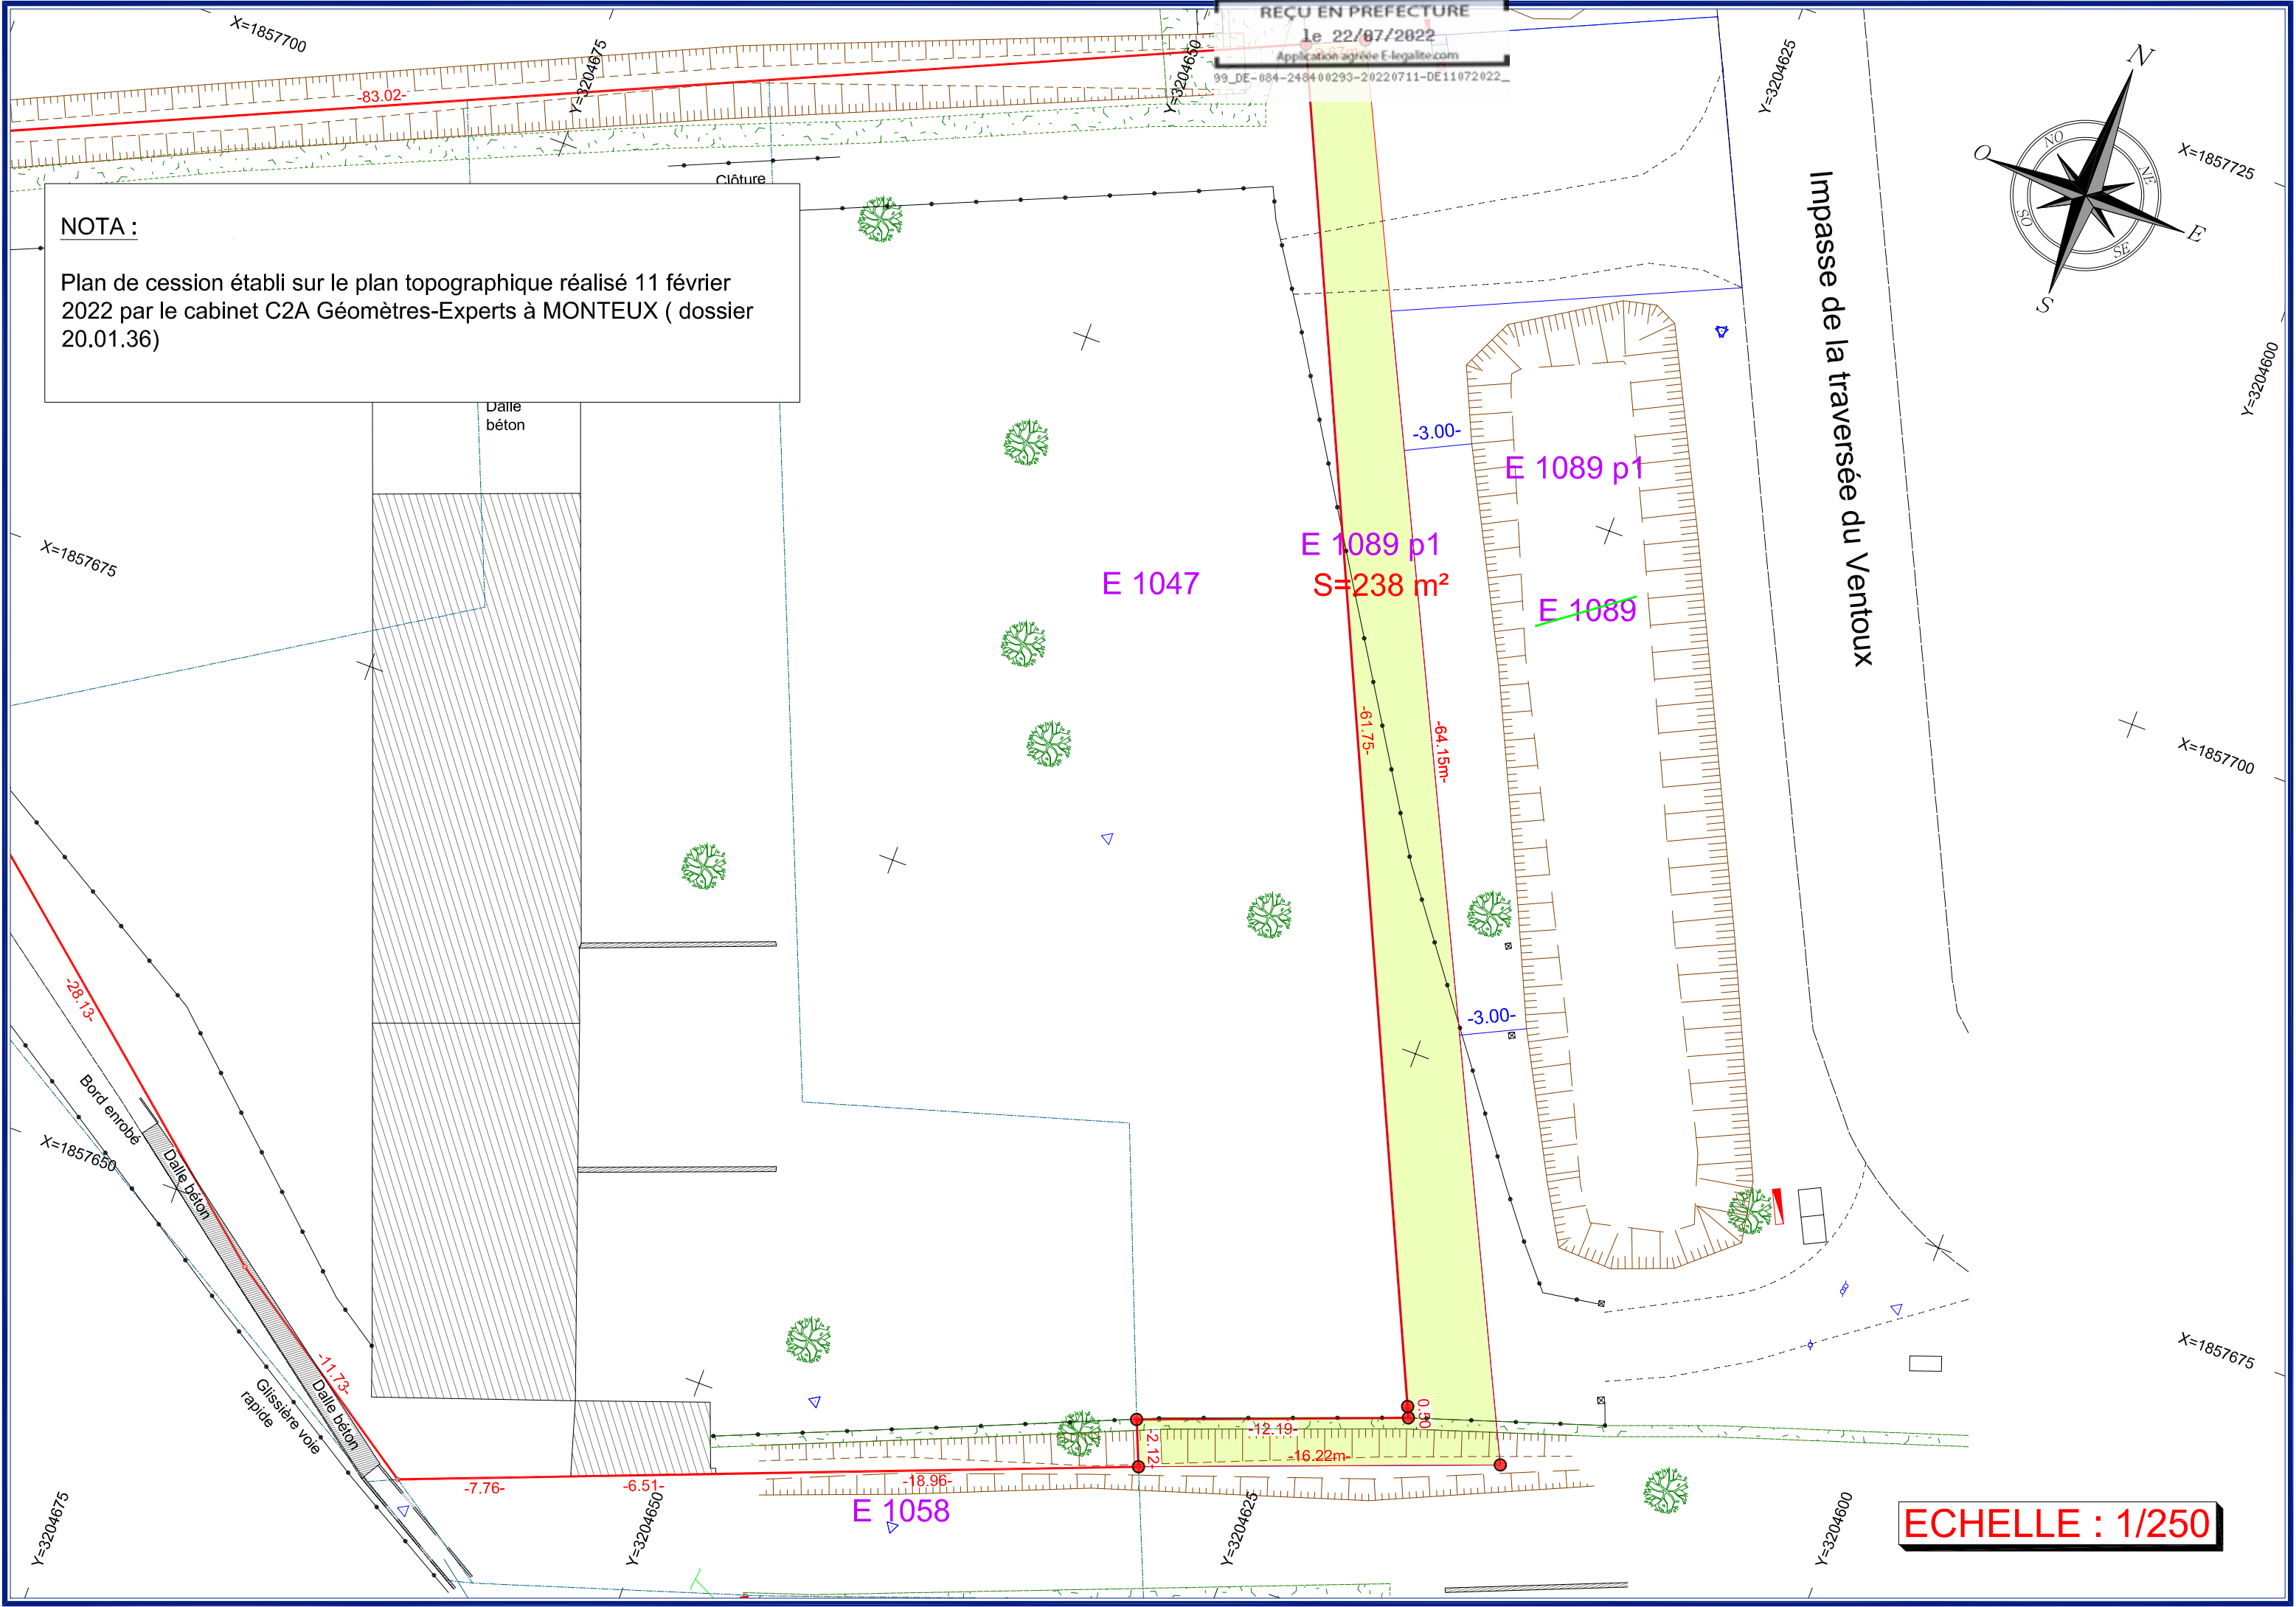 REÇU EN PREFECTURE
le 22/07/2022
Application agréée E-legalite.com
99_DE-084-248400293-20220711-DE11072022_
X=1857700
Y=3204675
Y=3204650
Y=3204625
-83.02-
N
NO
NE
O
E
SO
SE
S
X=1857725
Clôture
NOTA :
Plan de cession établi sur le plan topographique réalisé 11 février
2022 par le cabinet C2A Géomètres-Experts à MONTEUX ( dossier
20.01.36)
Impasse de la traversée du Ventoux
Y=3204600
Dalle
béton
-3.00-
E 1089 p1
E 1089 p1
S=238 m²
E 1047
E 1089
X=1857675
-61.75-
-64.15m-
X=1857700
-28.13-
-3.00-
Bord enrobé
X=1857650
Dalle béton
-11.73-
Dalle béton
Glissière voie
rapide
X=1857675
0.50
-12.19-
-2.12-
-16.22m-
-7.76-
-6.51-
-18.96-
E 1058
Y=3204675
Y=3204650
Y=3204625
Y=3204600
ECHELLE : 1/250